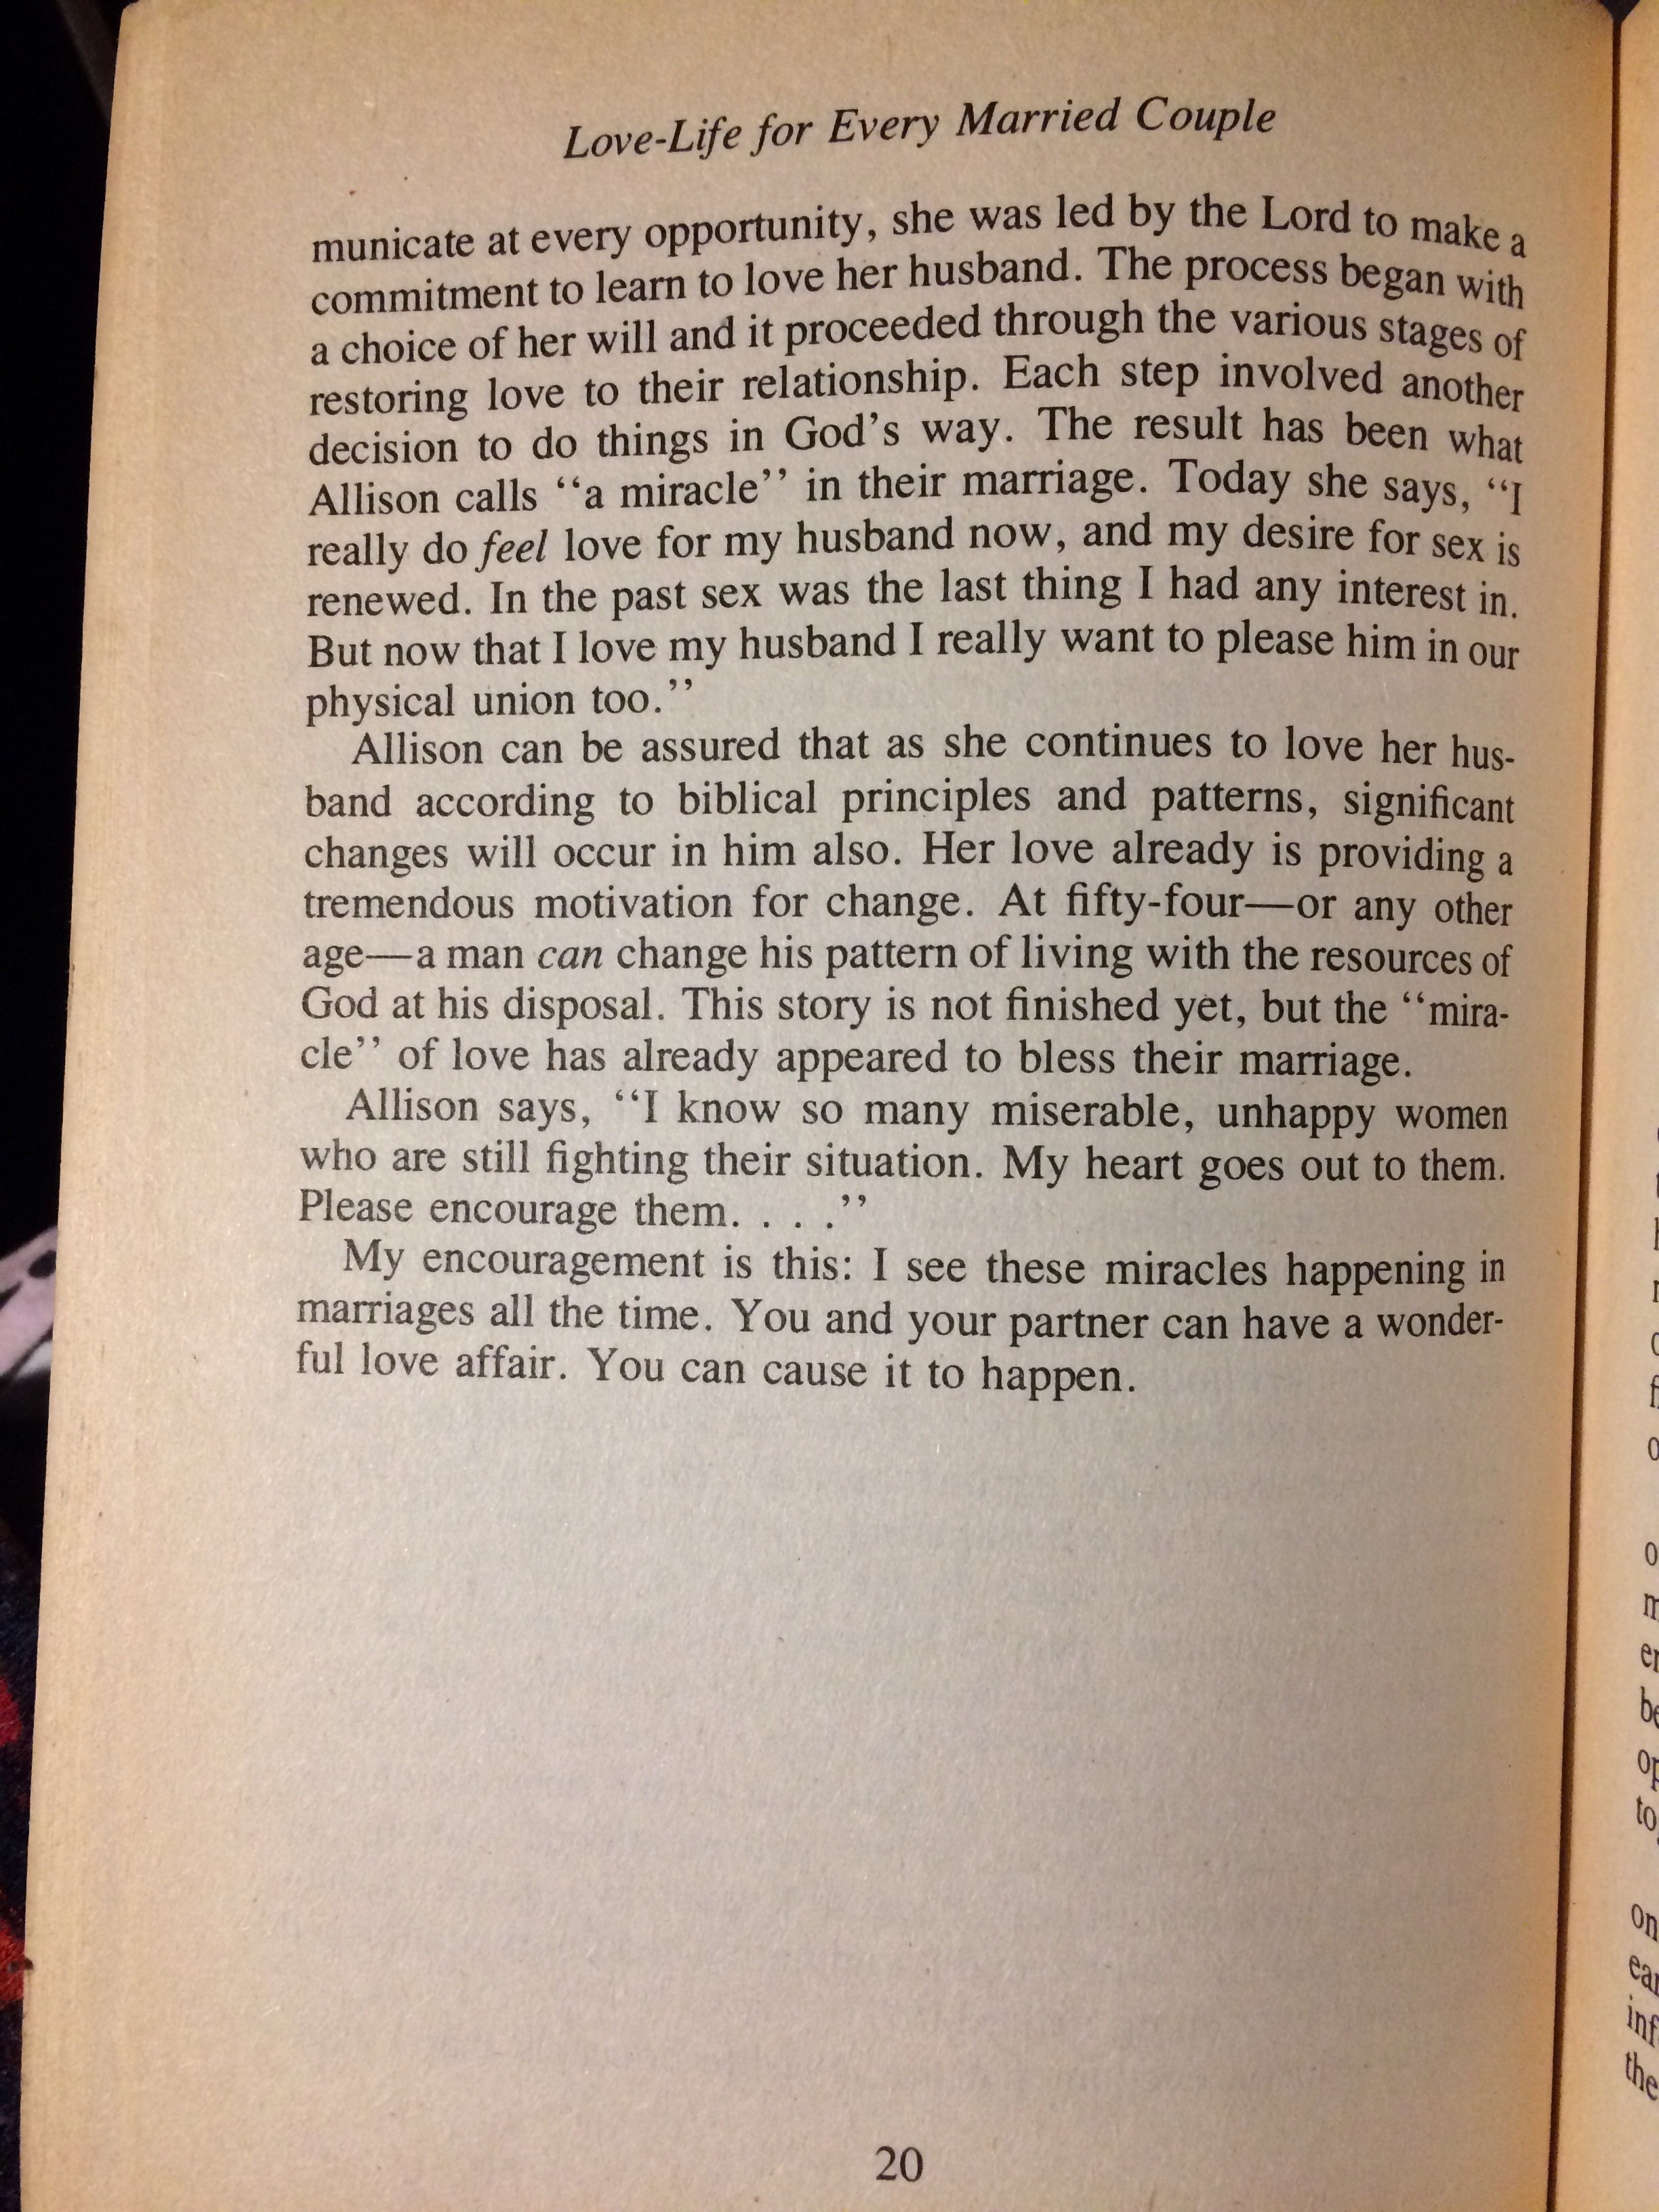 Love-Life for Every Married Couple
municate at every opportunity, she was led by the Lord to make a
commitment to learn to love her husband. The process began with
a choice of her will and it proceeded through the various stages of
restoring love to their relationship. Each step involved another
decision to do things in God's way. The result has been what
Allison calls ‘‘a miracle’’ in their marriage. Today she says, ‘‘I
really do feel love for my husband now, and my desire for sex is
renewed. In the past sex was the last thing I had any interest in.
But now that I love my husband I really want to please him in our
physical union too.’’
Allison can be assured that as she continues to love her hus-
band according to biblical principles and patterns, significant
changes will occur in him also. Her love already is providing a
tremendous motivation for change. At fifty-four—or any other
age—a man can change his pattern of living with the resources of
God at his disposal. This story is not finished yet, but the ‘‘mira-
cle’’ of love has already appeared to bless their marriage.
Allison says, ‘‘I know so many miserable, unhappy women
who are still fighting their situation. My heart goes out to them.
Please encourage them. . . .’’
My encouragement is this: I see these miracles happening in
marriages all the time. You and your partner can have a wonder-
ful love affair. You can cause it to happen.
20